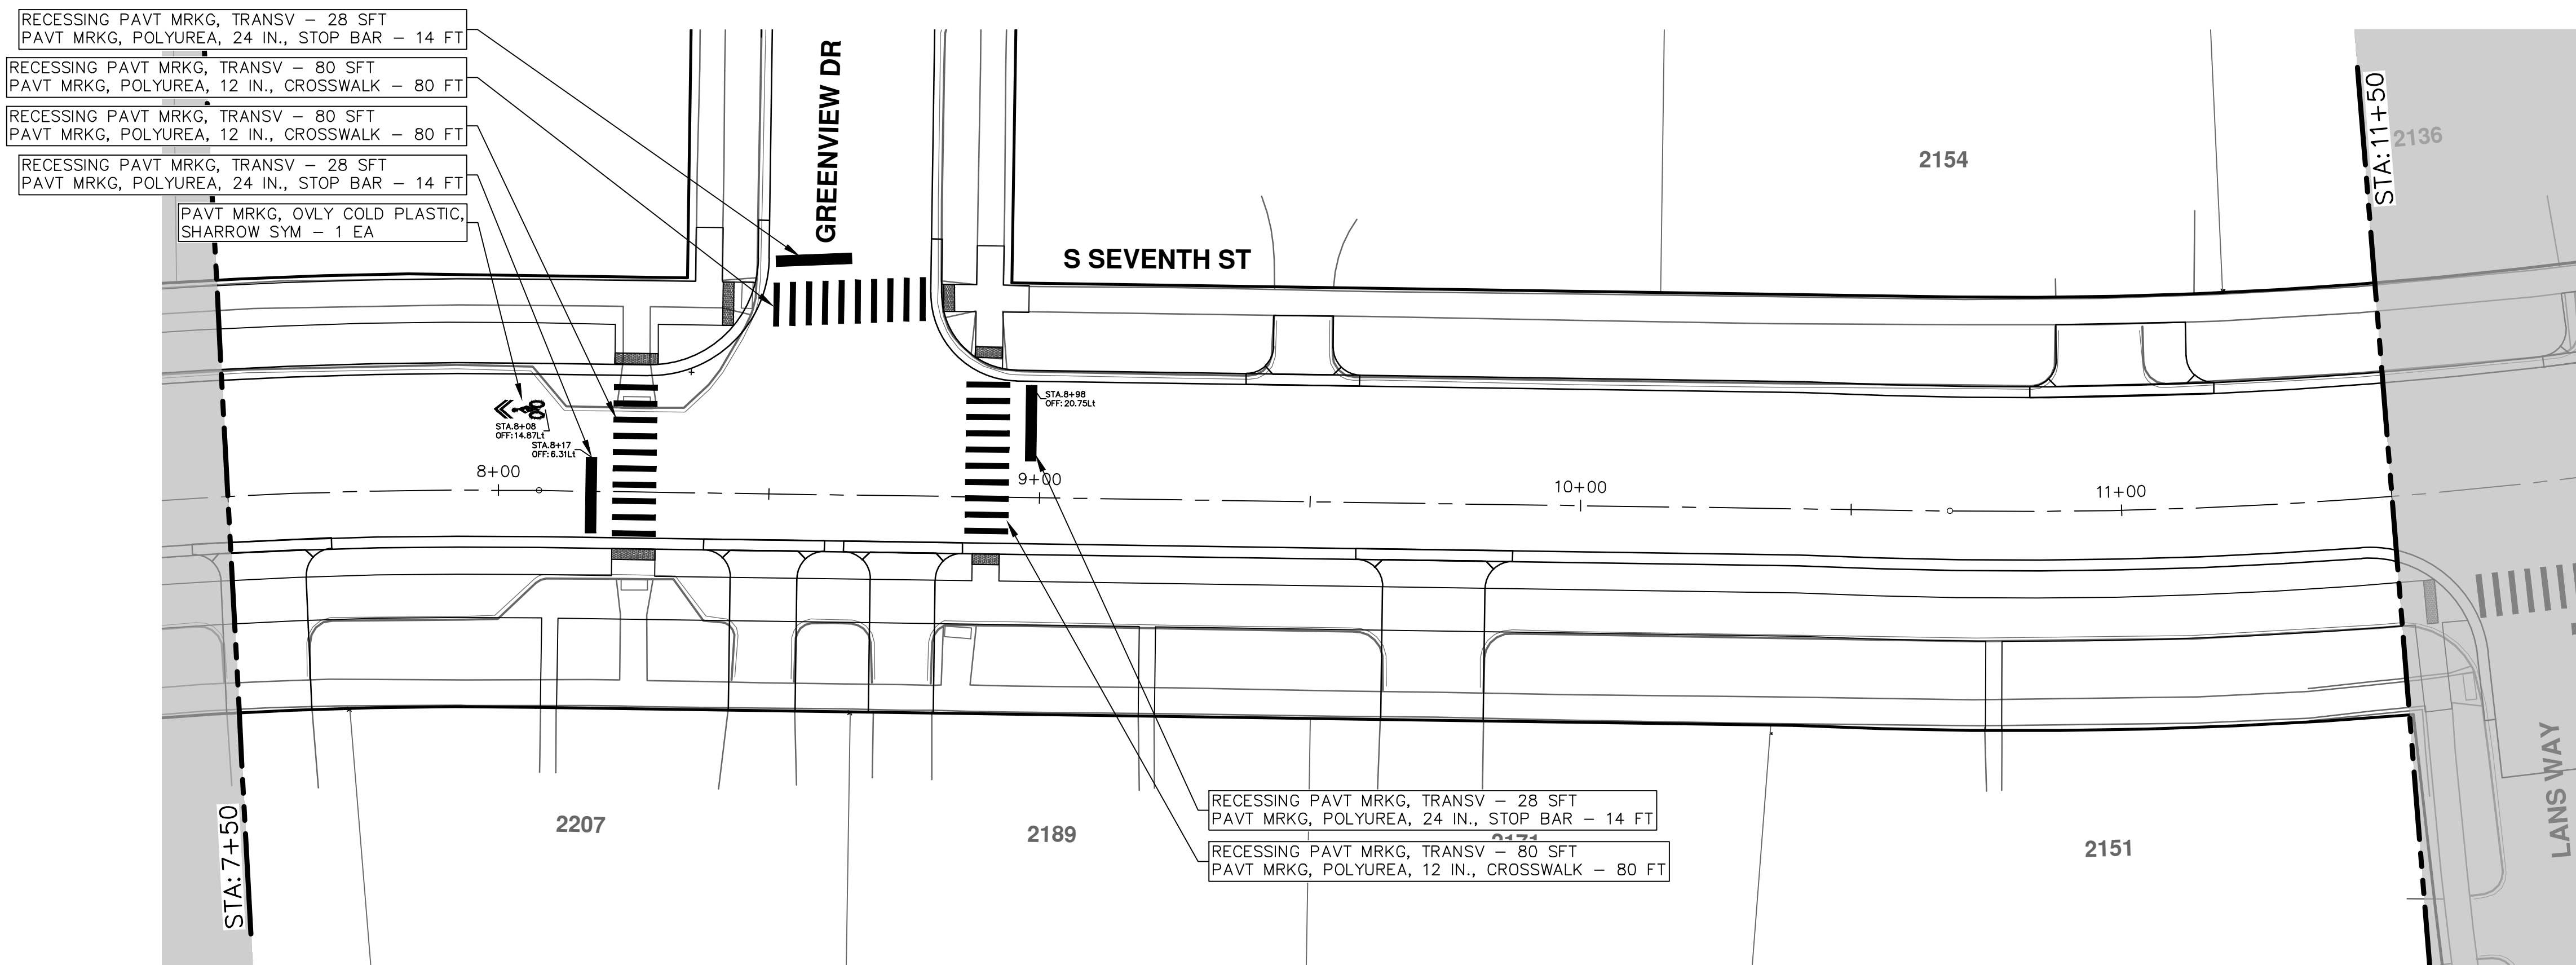 RECESSING PAVT MRKG, TRANSV – 28 SFT
PAVT MRKG, POLYUREA, 24 IN., STOP BAR – 14 FT
RECESSING PAVT MRKG, TRANSV – 80 SFT
PAVT MRKG, POLYUREA, 12 IN., CROSSWALK – 80 FT
RECESSING PAVT MRKG, TRANSV – 80 SFT
PAVT MRKG, POLYUREA, 12 IN., CROSSWALK – 80 FT
RECESSING PAVT MRKG, TRANSV – 28 SFT
PAVT MRKG, POLYUREA, 24 IN., STOP BAR – 14 FT
PAVT MRKG, OVLY COLD PLASTIC,
SHARROW SYM – 1 EA
GREENVIEW DR
S SEVENTH ST
2154
STA: 11+50
2136
STA.8+98
OFF: 20.75Lt
STA.8+08
OFF: 14.87Lt
STA.8+17
OFF: 6.31Lt
8+00
9+00
10+00
11+00
STA: 7+50
2207
2189
RECESSING PAVT MRKG, TRANSV – 28 SFT
PAVT MRKG, POLYUREA, 24 IN., STOP BAR – 14 FT
2171
RECESSING PAVT MRKG, TRANSV – 80 SFT
PAVT MRKG, POLYUREA, 12 IN., CROSSWALK – 80 FT
2151
LANS WAY